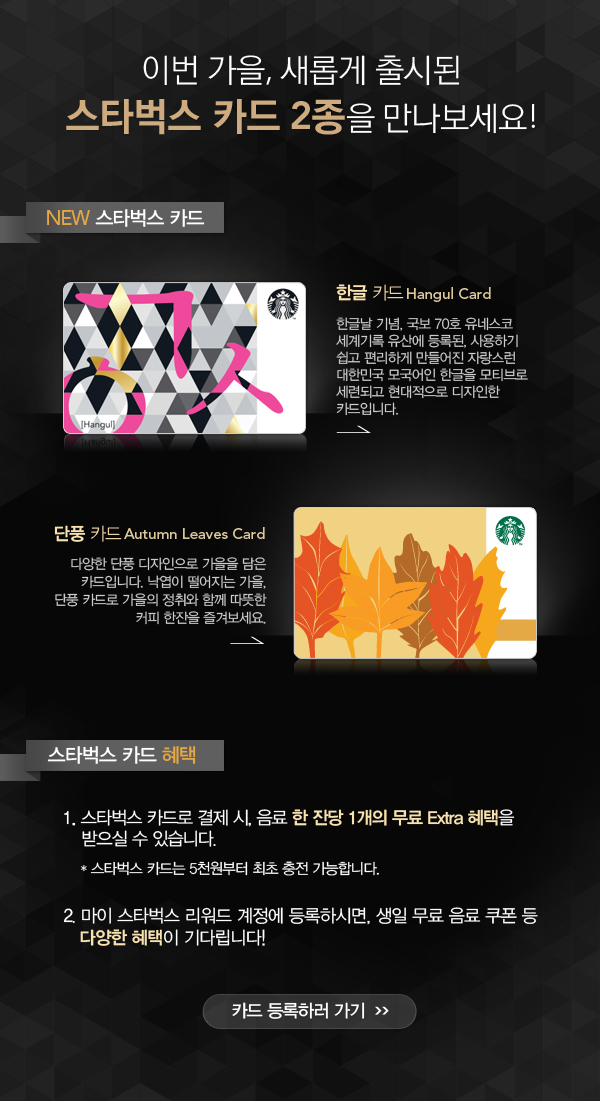 이번 가을, 새롭게 출시된
스타벅스 카드 2종을 만나보세요!
NEW 스타벅스 카드
한글 카드 Hangul Card
한글날 기념, 국보 70호 유네스코
세계기록 유산에 등록된, 사용하기
쉽고 편리하게 만들어진 자랑스런
대한민국 모국어인 한글을 모티브로
세련되고 현대적으로 디자인한
카드입니다.
[Hangul]
단풍 카드 Autumn Leaves Card
다양한 단풍 디자인으로 가을을 담은
카드입니다. 낙엽이 떨어지는 가을,
단풍 카드로 가을의 정취와 함께 따뜻한
커피 한잔을 즐겨보세요.
스타벅스 카드 혜택
1. 스타벅스 카드로 결제 시, 음료 한 잔당 1개의 무료 Extra 혜택을
받으실 수 있습니다.
* 스타벅스 카드는 5천원부터 최초 충전 가능합니다.
2. 마이 스타벅스 리워드 계정에 등록하시면, 생일 무료 음료 쿠폰 등
다양한 혜택이 기다립니다!
카드 등록하러 가기 >>